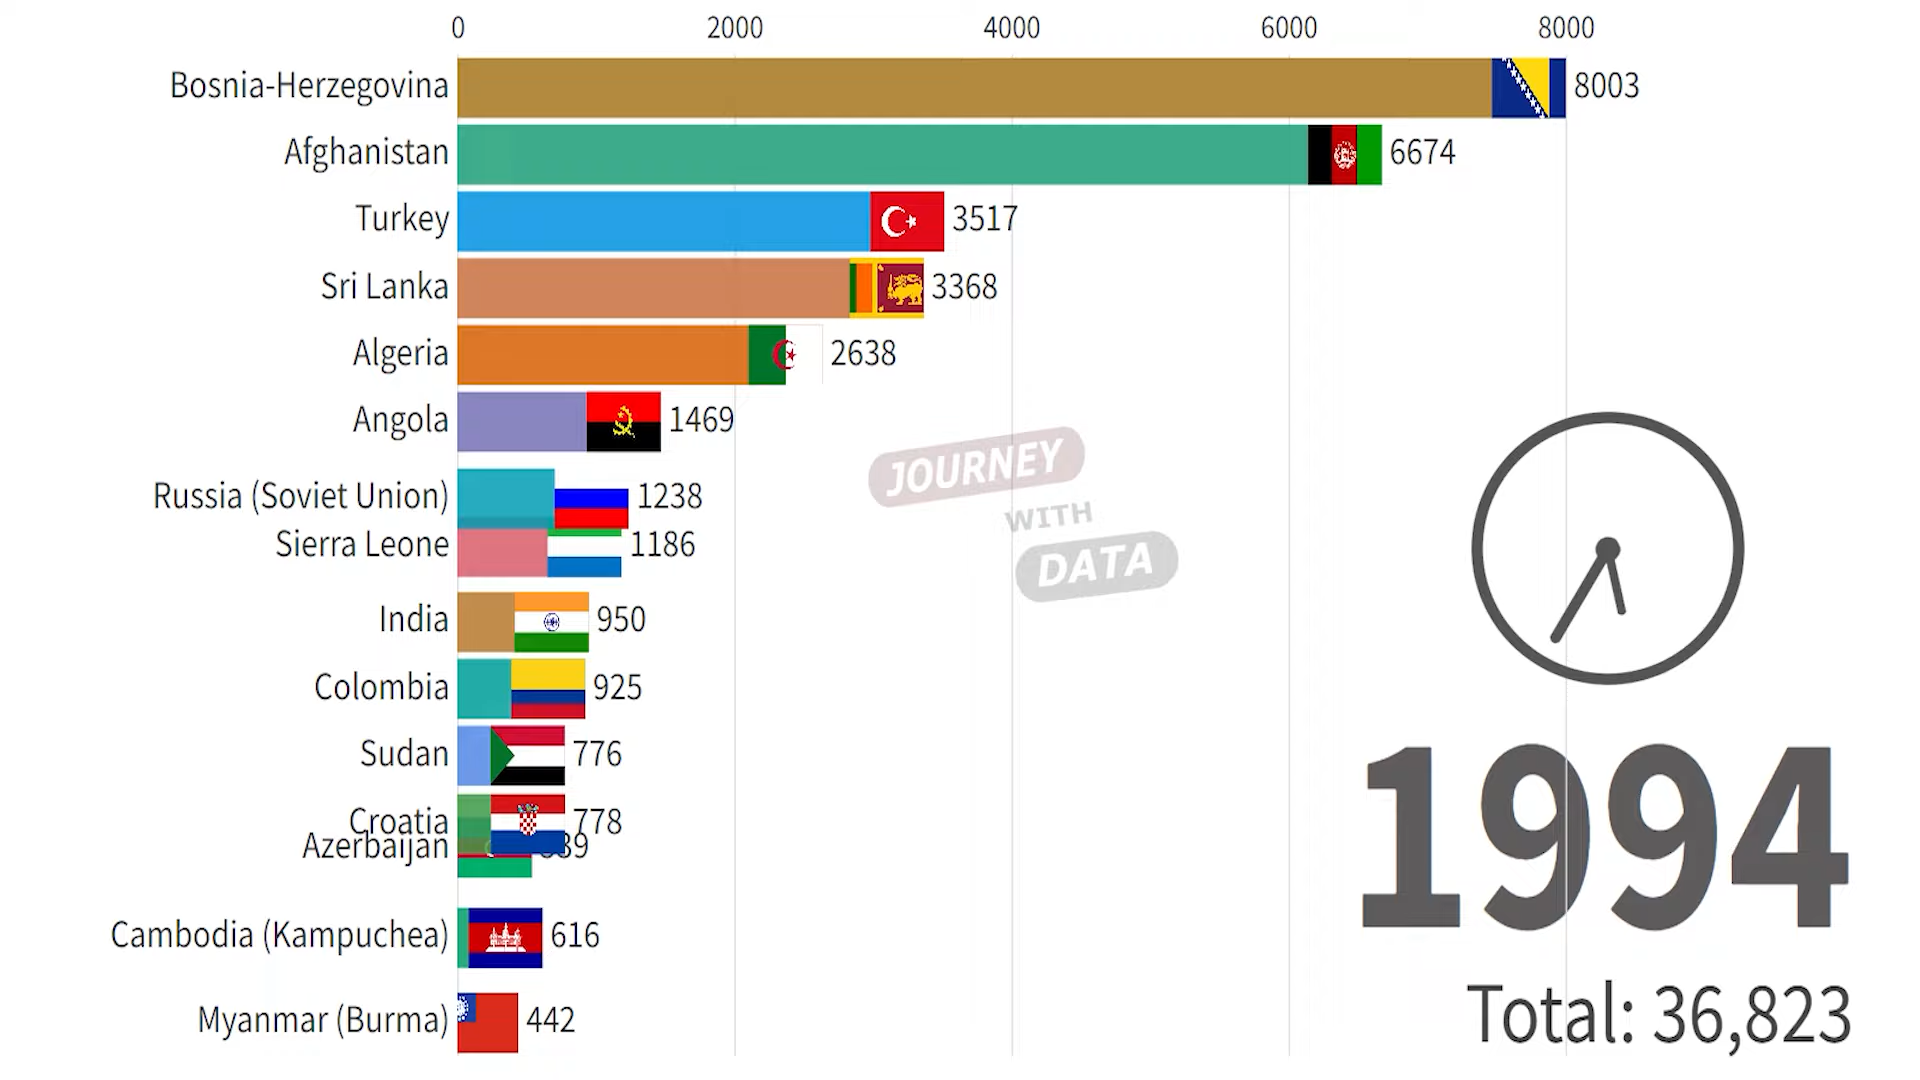 0 2000 4000 6000 8000
Bosnia-Herzegovina 8003
Afghanistan 6674
Turkey 3517
Sri Lanka 3368
Algeria 2638
Angola 1469
JOURNEY
WITH
DATA
Russia (Soviet Union) 1238
Sierra Leone 1186
India 950
Colombia 925
Sudan 776
Croatia 778
Azerbaijan
Cambodia (Kampuchea) 616
Myanmar (Burma) 442
1994
Total: 36,823